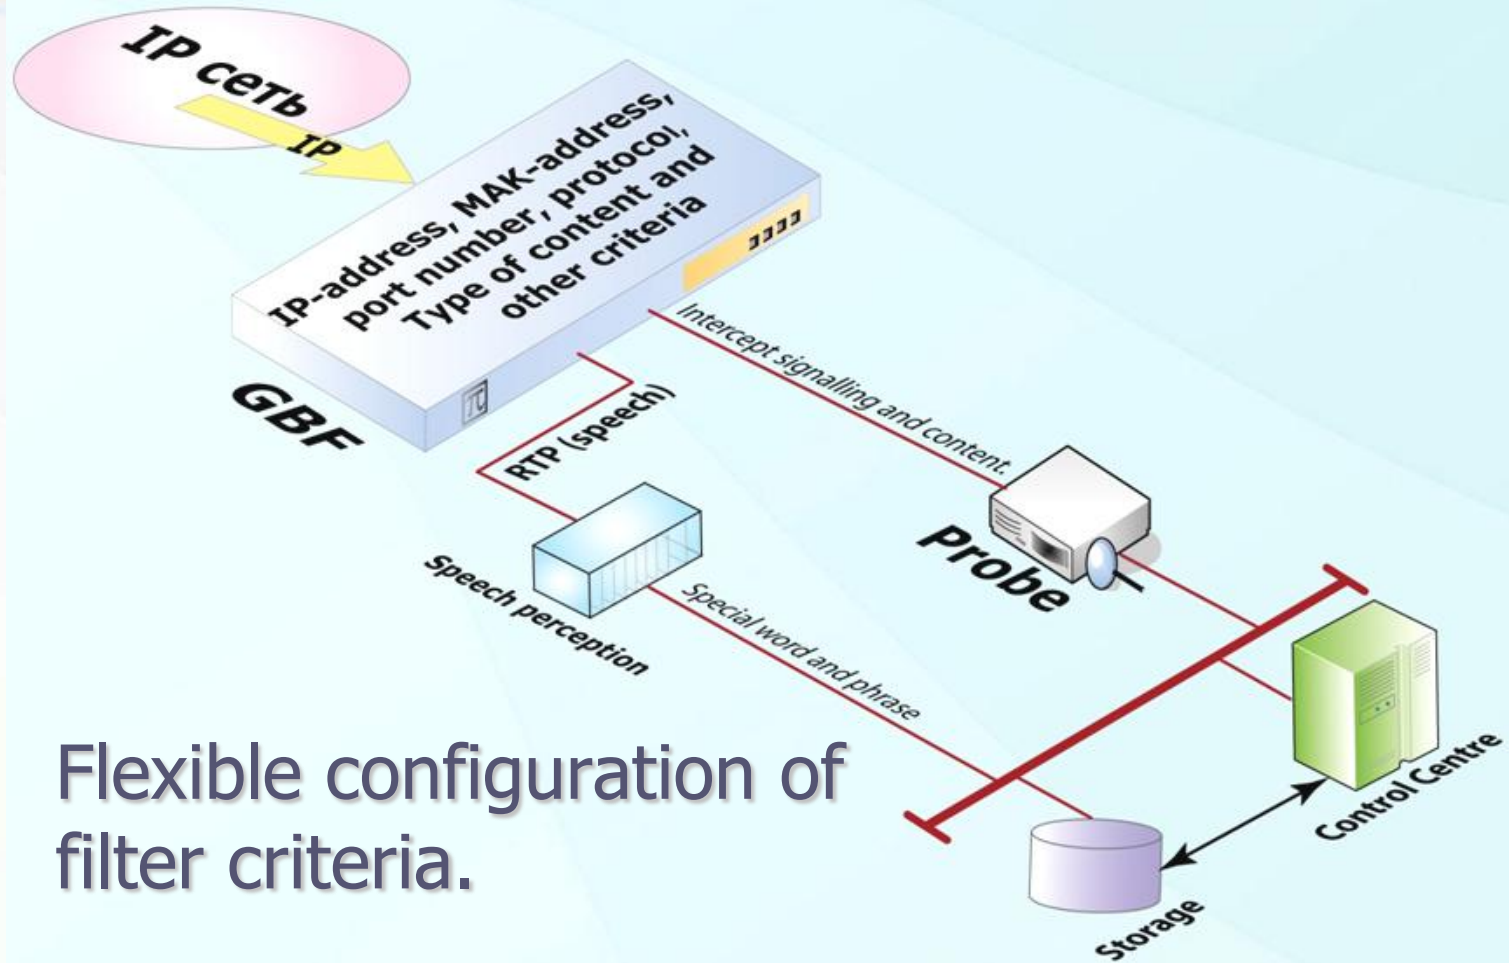 IP сеть
IP
IP-address, MAK-address,
port number, protocol,
Type of content and
other criteria
GBF
Intercept signalling and content.
RTP (speech)
Probe
Speech perception
Special word and phrase
Control Centre
Storage
Flexible configuration of
filter criteria.